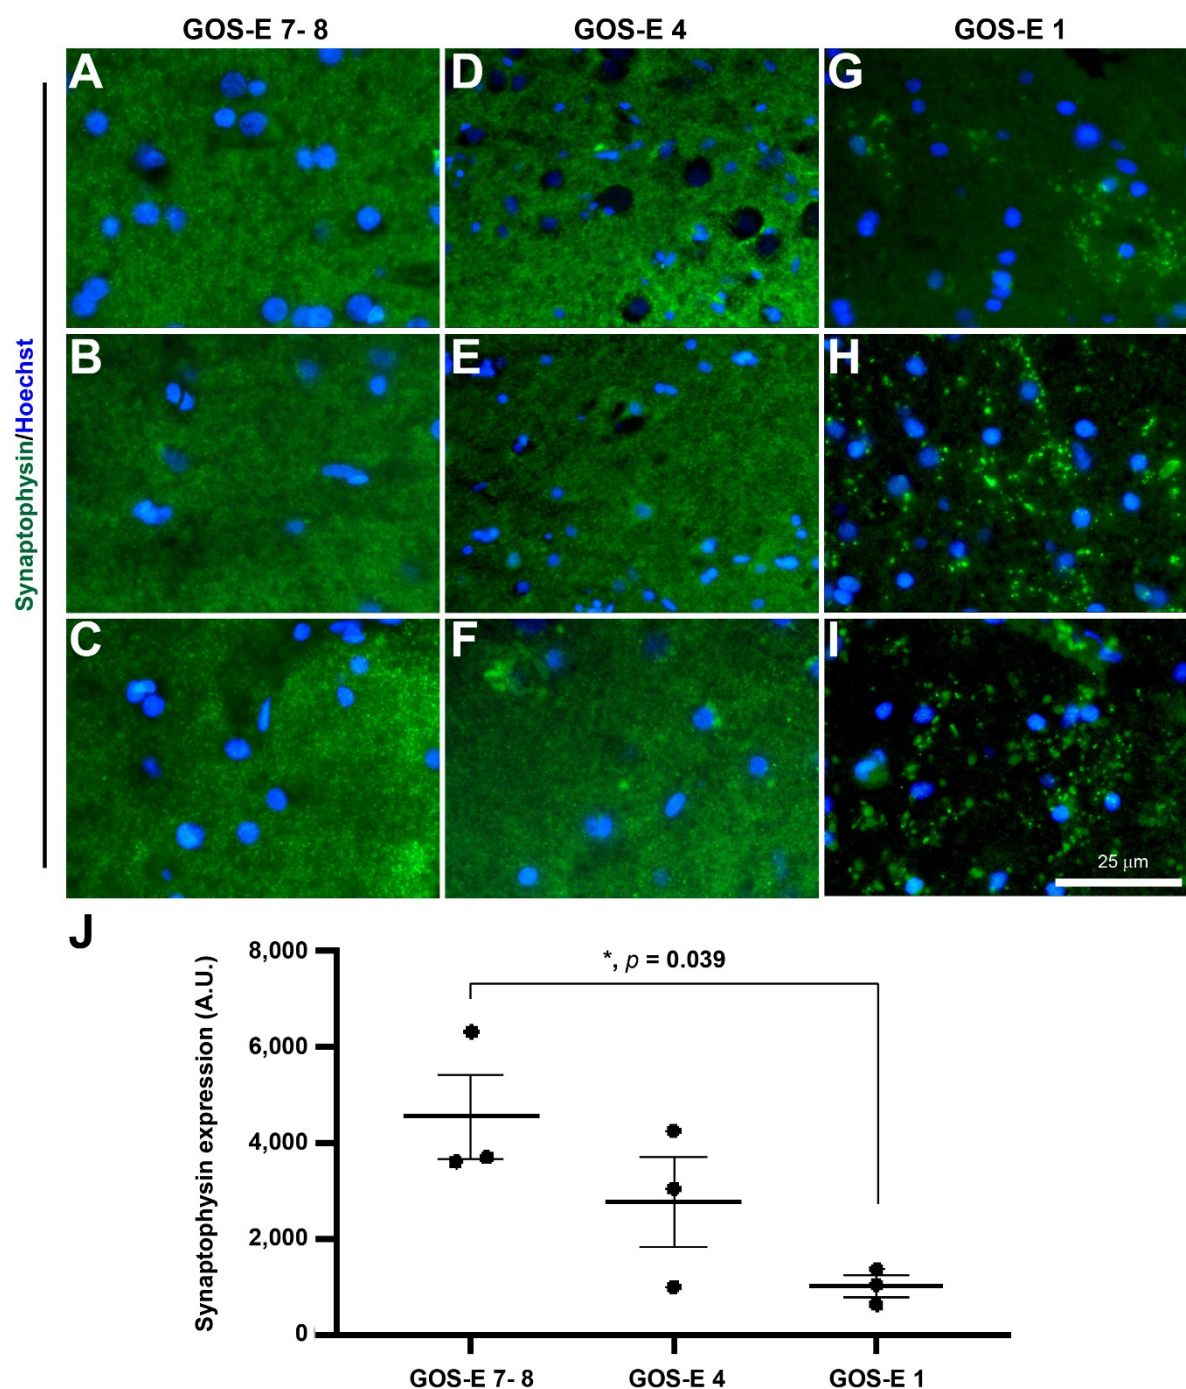 GOS-E 7- 8 GOS-E 4 GOS-E 1
A D G
Synaptophysin/Hoechst
B E H
C F I
25 μm
J
*, p = 0.039
Synaptophysin expression (A.U.)
8,000
6,000
4,000
2,000
0
GOS-E 7- 8 GOS-E 4 GOS-E 1